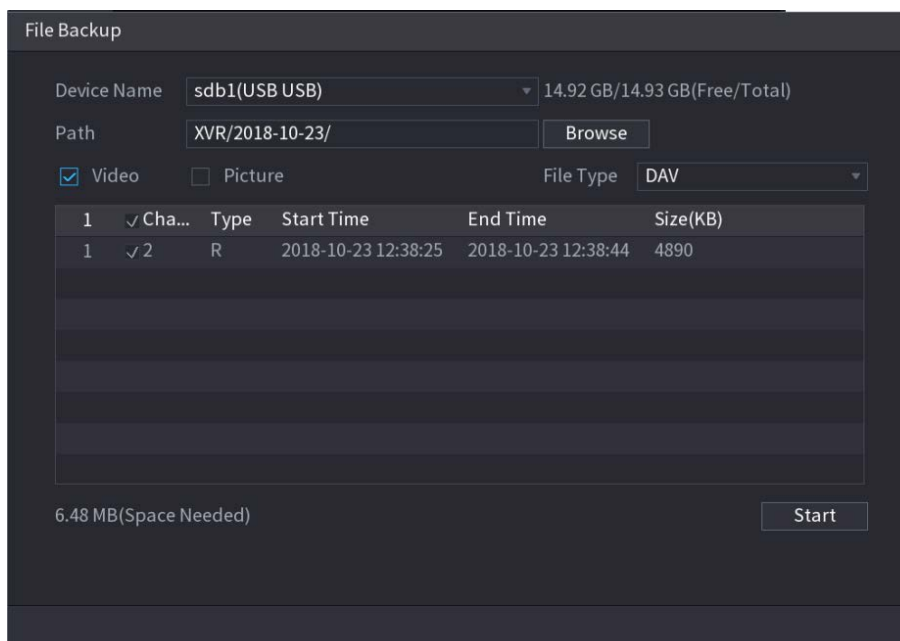 File Backup
Device Name sdb1(USB USB) 14.92 GB/14.93 GB(Free/Total)
Path XVR/2018-10-23/ Browse
Video Picture File Type DAV
1 Cha... Type Start Time End Time Size(KB)
1 2 R 2018-10-23 12:38:25 2018-10-23 12:38:44 4890
6.48 MB(Space Needed) Start